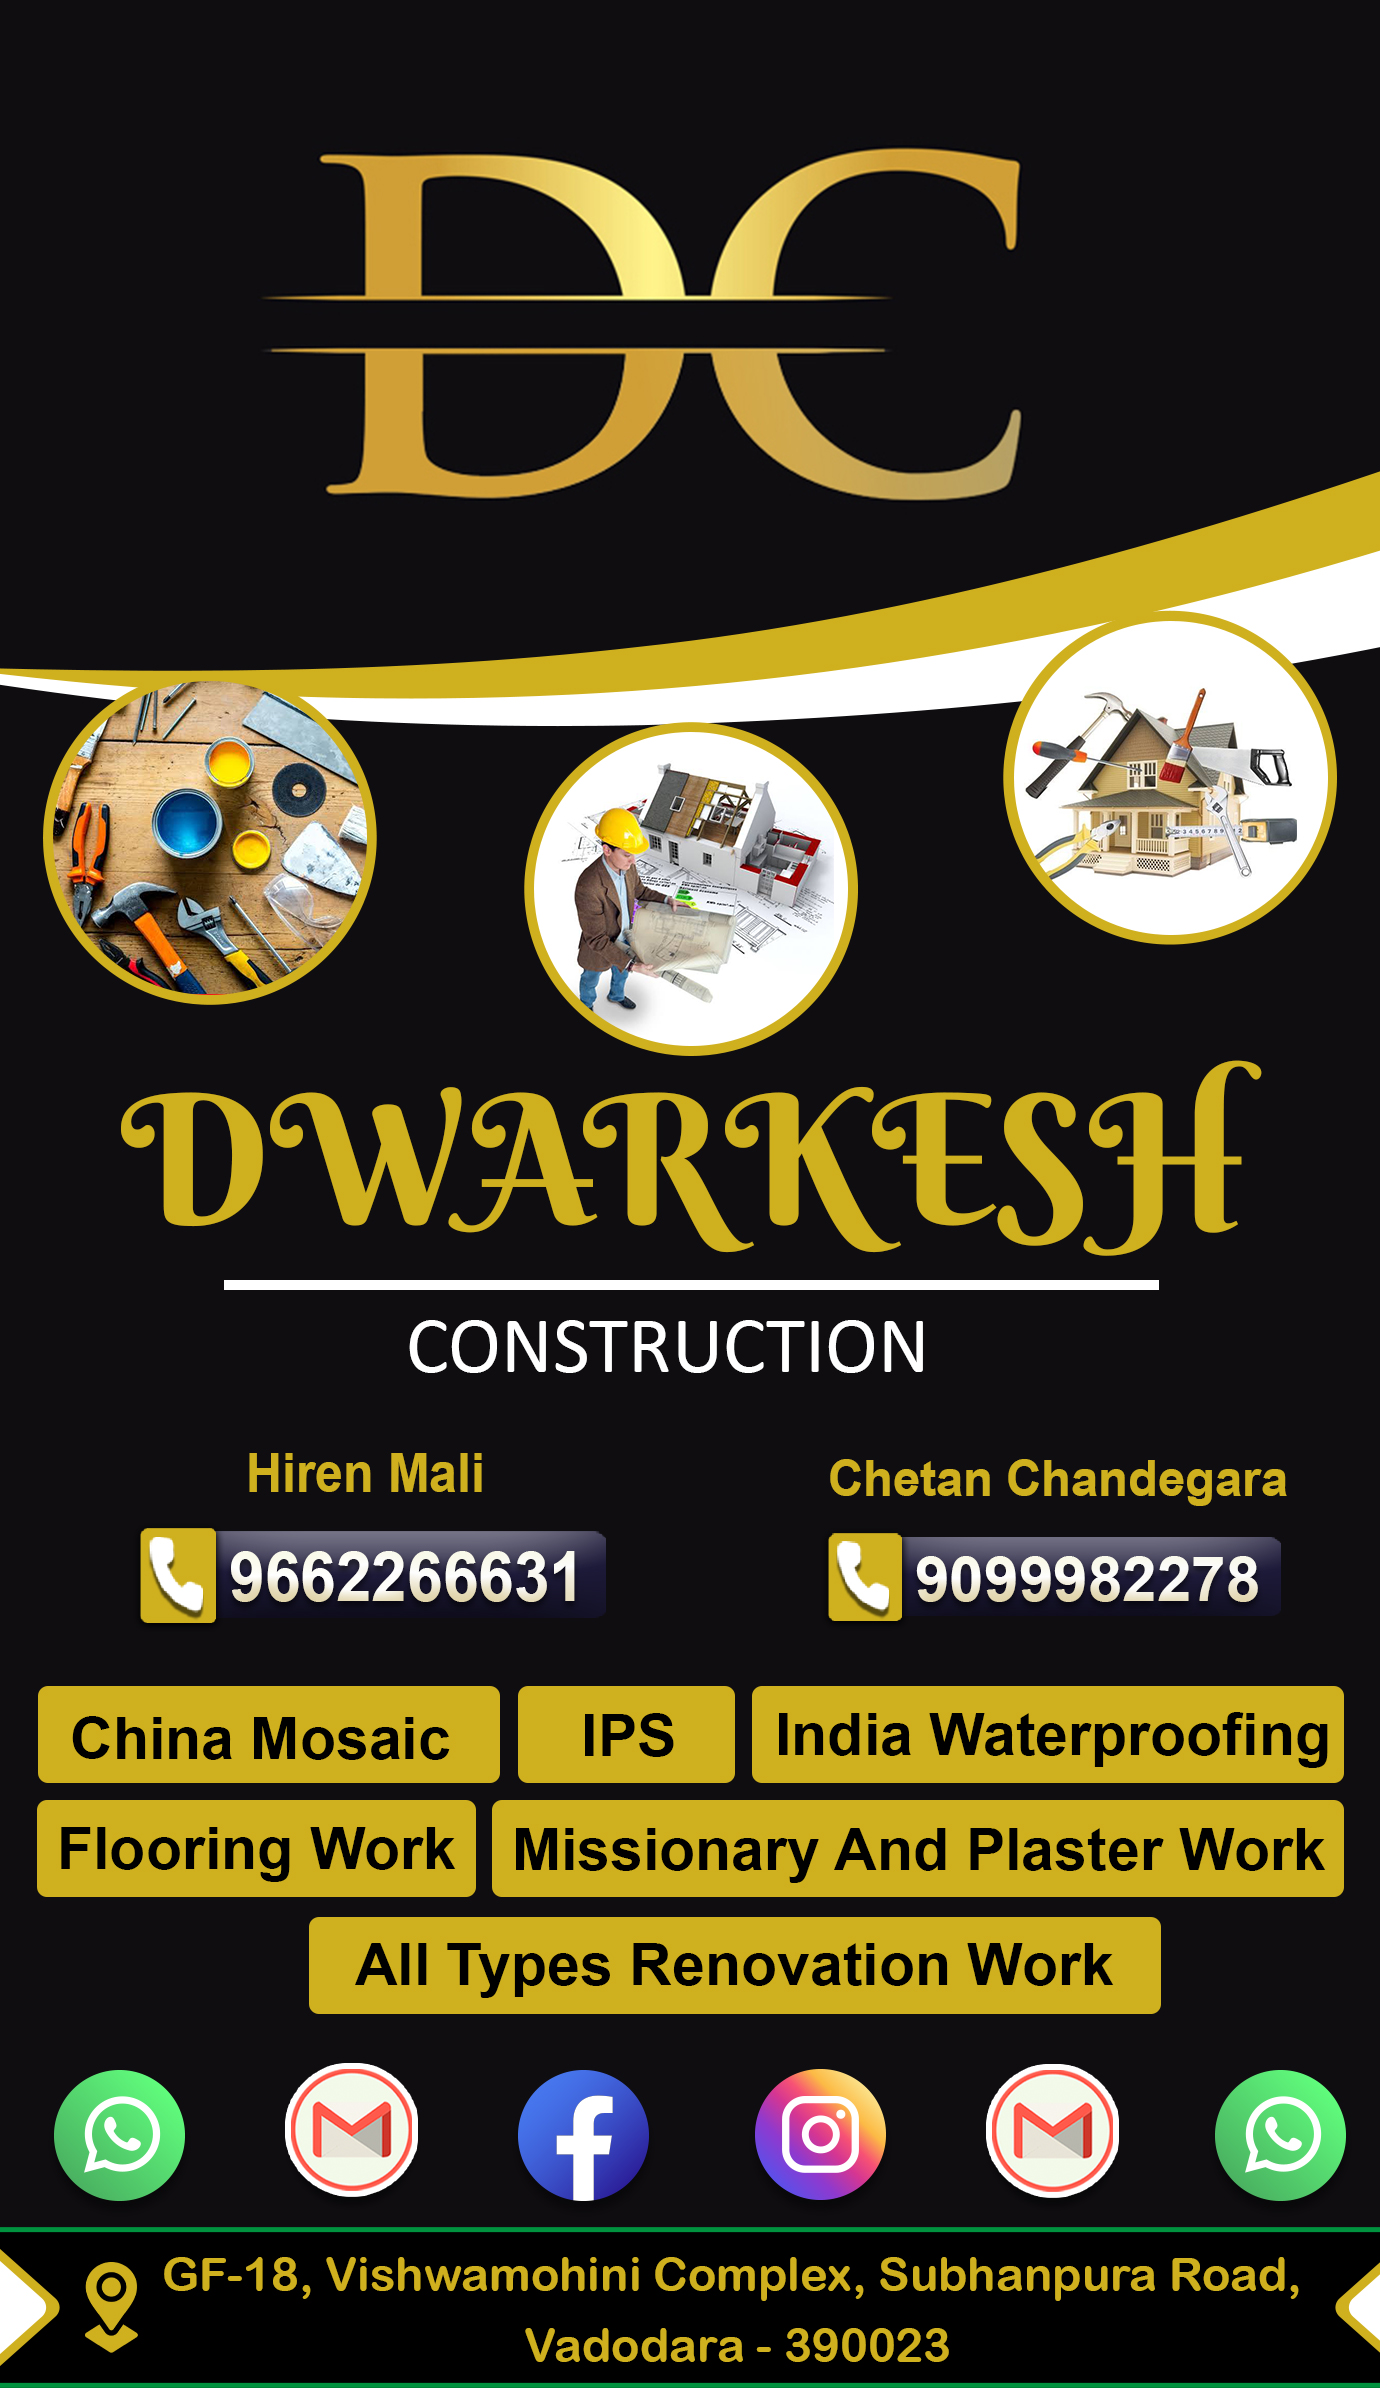 DC
DWARKESH
CONSTRUCTION
Hiren Mali
Chetan Chandegara
9662266631
9099982278
China Mosaic
IPS
India Waterproofing
Flooring Work
Missionary And Plaster Work
All Types Renovation Work
GF-18, Vishwamohini Complex, Subhanpura Road,
Vadodara - 390023